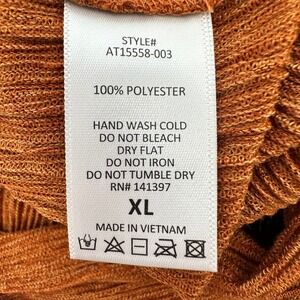 STYLE#
AT15558-003
100% POLYESTER
HAND WASH COLD
DO NOT BLEACH
DRY FLAT
DO NOT IRON
DO NOT TUMBLE DRY
RN# 141397
XL
MADE IN VIETNAM